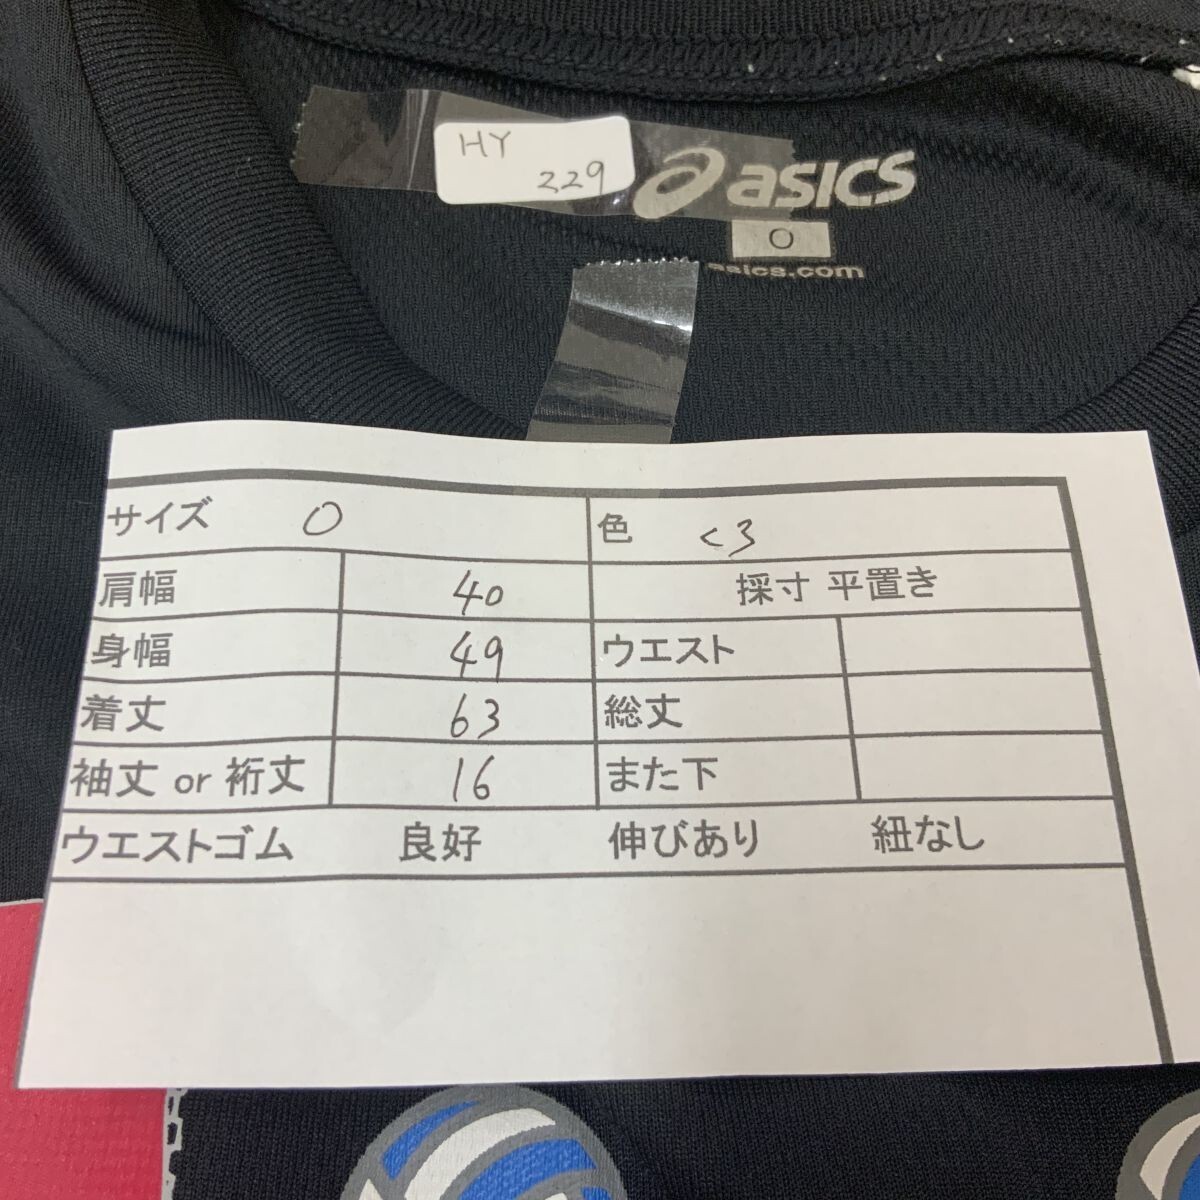 HY
229
asics
O
asics.com
サイズ O 色 くろ
肩幅 40 採寸 平置き
身幅 49 ウエスト
着丈 63 総丈
袖丈 or 裄丈 16 また下
ウエストゴム 良好 伸びあり 紐なし